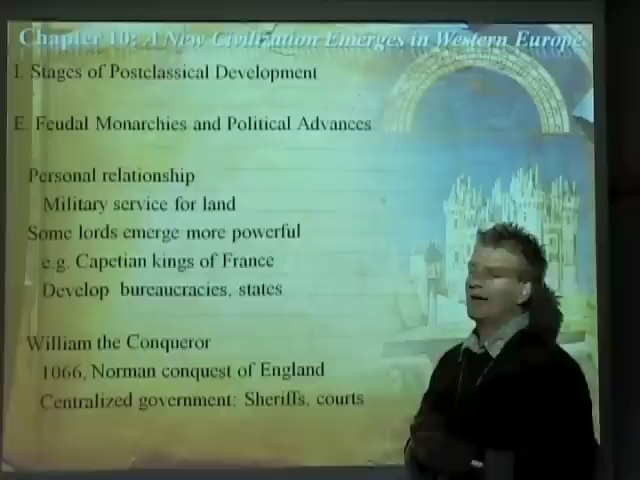 Chapter 10: A New Civilization Emerges in Western Europe
I. Stages of Postclassical Development
E. Feudal Monarchies and Political Advances
Personal relationship
Military service for land
Some lords emerge more powerful
e.g. Capetian kings of France
Develop bureaucracies, states
William the Conqueror
1066, Norman conquest of England
Centralized government: Sheriffs, courts